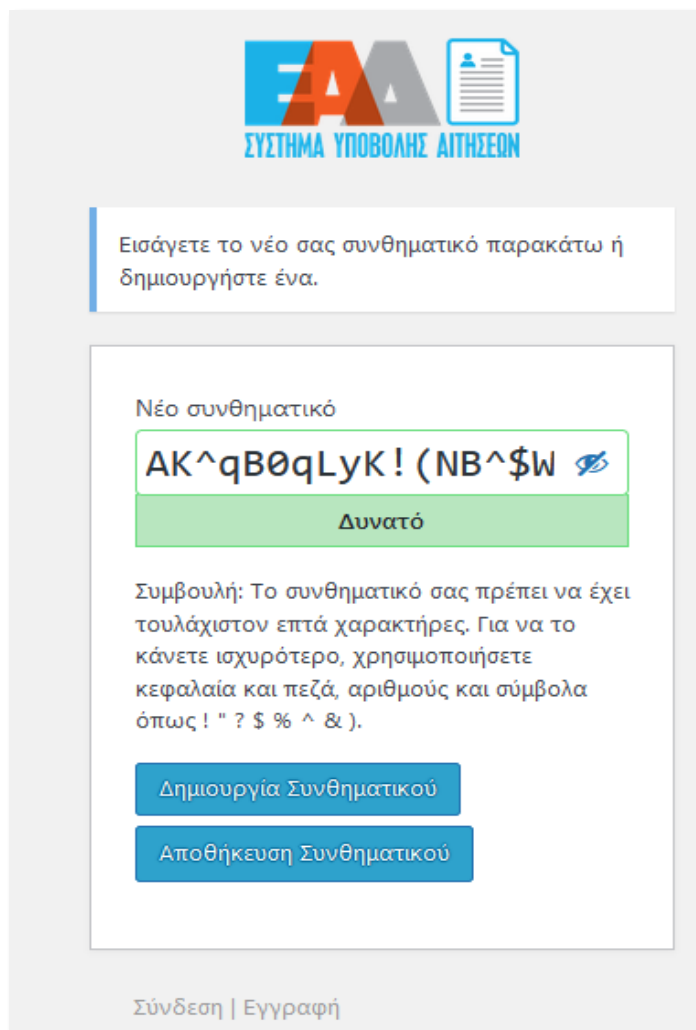 ΕΑΔ
ΣΥΣΤΗΜΑ ΥΠΟΒΟΛΗΣ ΑΙΤΗΣΕΩΝ
Εισάγετε το νέο σας συνθηματικό παρακάτω ή
δημιουργήστε ένα.
Νέο συνθηματικό
AK^qB0qLyK!(NB^$W
Δυνατό
Συμβουλή: Το συνθηματικό σας πρέπει να έχει
τουλάχιστον επτά χαρακτήρες. Για να το
κάνετε ισχυρότερο, χρησιμοποιήσετε
κεφαλαία και πεζά, αριθμούς και σύμβολα
όπως ! " ? $ % ^ & ).
Δημιουργία Συνθηματικού
Αποθήκευση Συνθηματικού
Σύνδεση | Εγγραφή